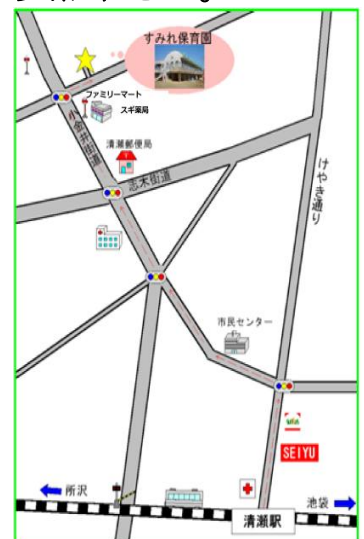 すみれ保育園
ファミリーマート
スギ薬局
小金井街道
清瀬郵便局
志木街道
けやき通り
市民センター
SEIYU
所沢
池袋
清瀬駅